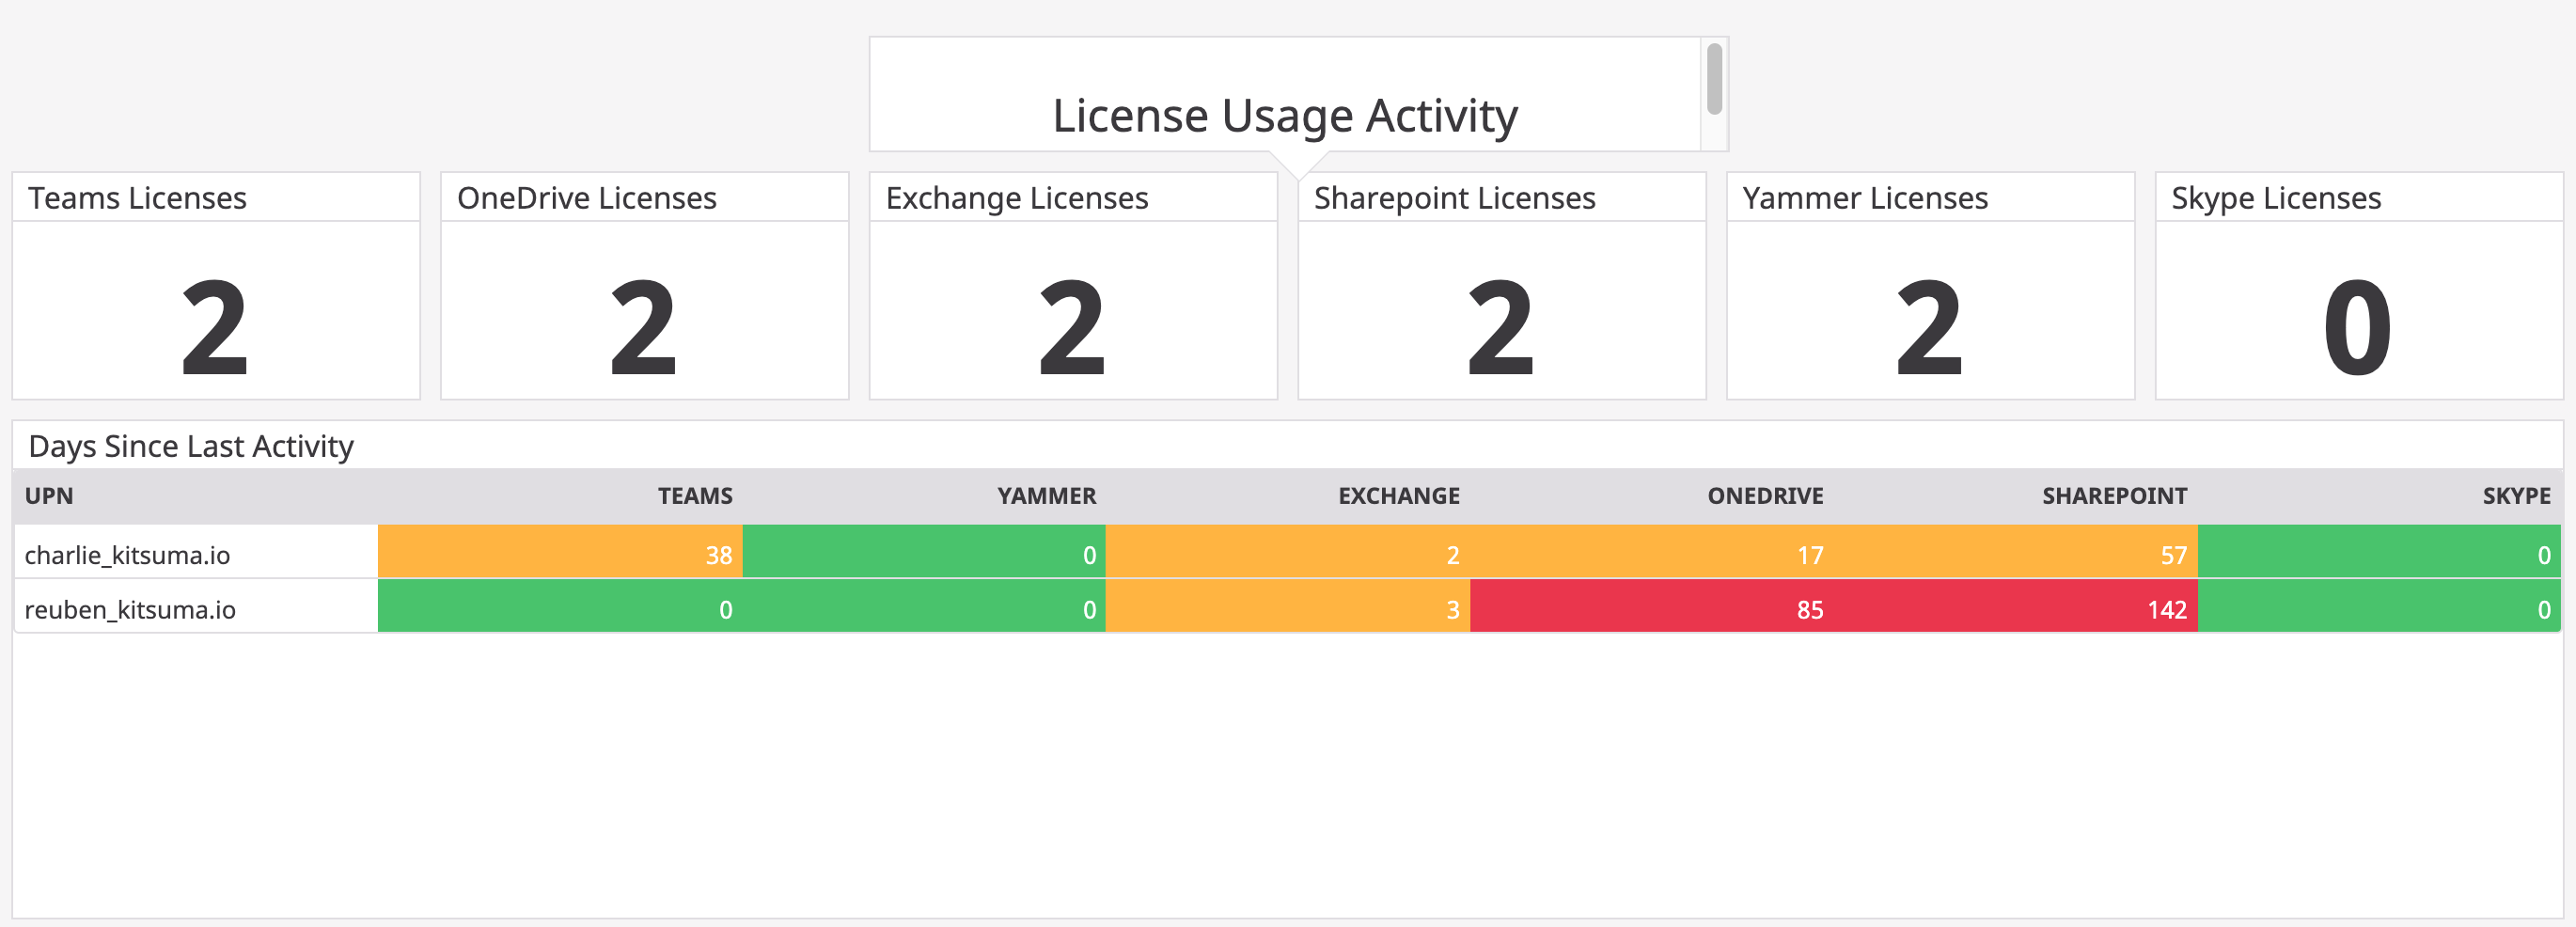 License Usage Activity
Teams Licenses OneDrive Licenses Exchange Licenses Sharepoint Licenses Yammer Licenses Skype Licenses
2 2 2 2 2 0
Days Since Last Activity
UPN TEAMS YAMMER EXCHANGE ONEDRIVE SHAREPOINT SKYPE
charlie_kitsuma.io 38 0 2 17 57 0
reuben_kitsuma.io 0 0 3 85 142 0